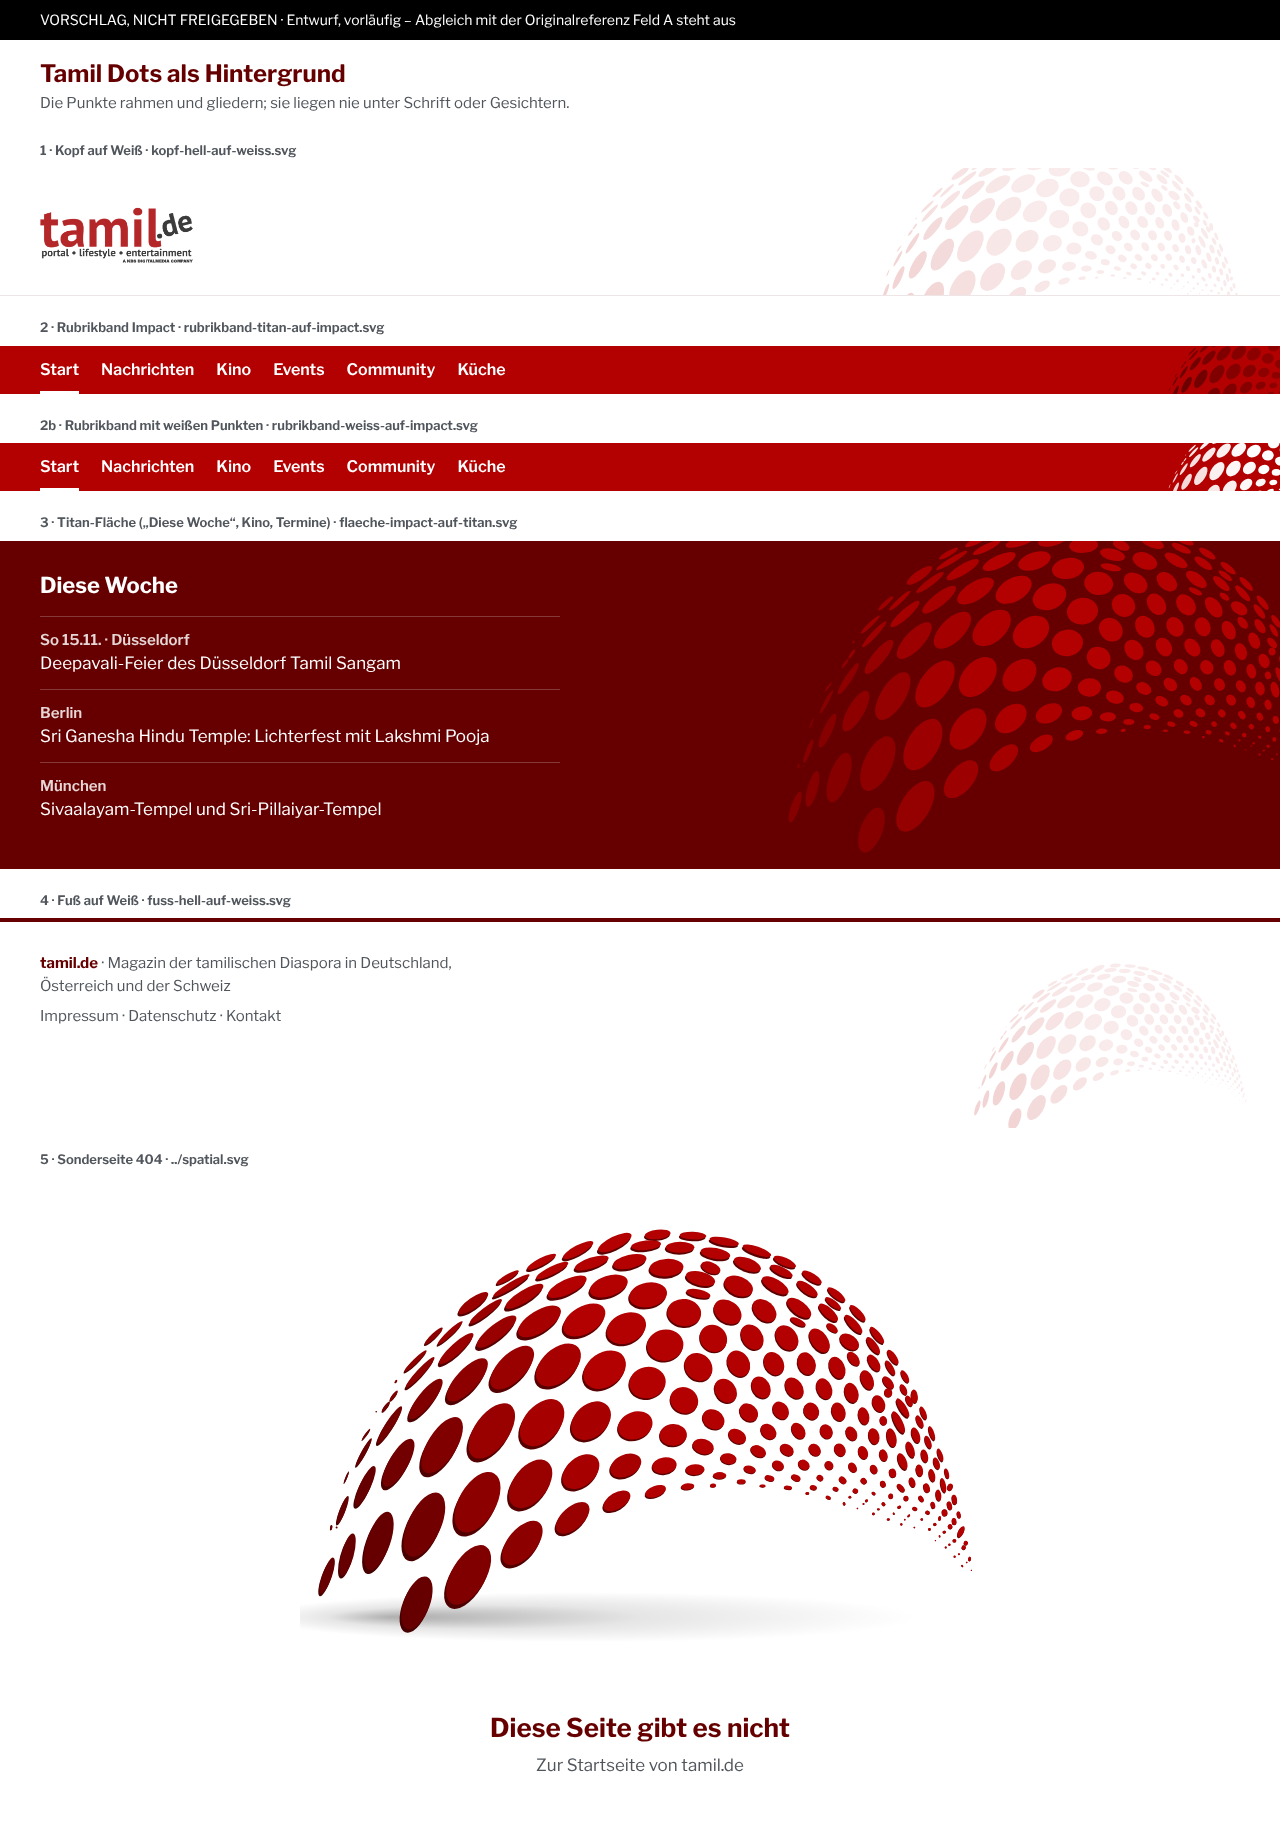 VORSCHLAG, NICHT FREIGEGEBEN · Entwurf, vorläufig – Abgleich mit der Originalreferenz Feld A steht aus
Tamil Dots als Hintergrund
Die Punkte rahmen und gliedern; sie liegen nie unter Schrift oder Gesichtern.
1 · Kopf auf Weiß · kopf-hell-auf-weiss.svg
tamil.de
portal • lifestyle • entertainment
A NBS DIGITALMEDIA COMPANY
2 · Rubrikband Impact · rubrikband-titan-auf-impact.svg
Start Nachrichten Kino Events Community Küche
2b · Rubrikband mit weißen Punkten · rubrikband-weiss-auf-impact.svg
Start Nachrichten Kino Events Community Küche
3 · Titan-Fläche („Diese Woche“, Kino, Termine) · flaeche-impact-auf-titan.svg
Diese Woche
So 15.11. · Düsseldorf
Deepavali-Feier des Düsseldorf Tamil Sangam
Berlin
Sri Ganesha Hindu Temple: Lichterfest mit Lakshmi Pooja
München
Sivaalayam-Tempel und Sri-Pillaiyar-Tempel
4 · Fuß auf Weiß · fuss-hell-auf-weiss.svg
tamil.de · Magazin der tamilischen Diaspora in Deutschland,
Österreich und der Schweiz
Impressum · Datenschutz · Kontakt
5 · Sonderseite 404 · ../spatial.svg
Diese Seite gibt es nicht
Zur Startseite von tamil.de